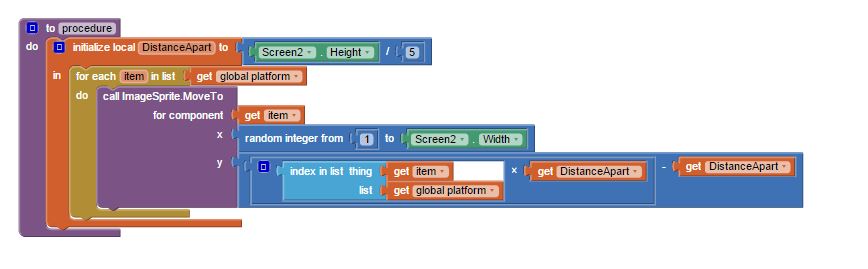 to procedure
do initialize local DistanceApart to Screen2 . Height / 5
in for each item in list get global platform
do call ImageSprite.MoveTo
for component get item
x random integer from 1 to Screen2 . Width
y index in list thing get item × get DistanceApart - get DistanceApart
list get global platform